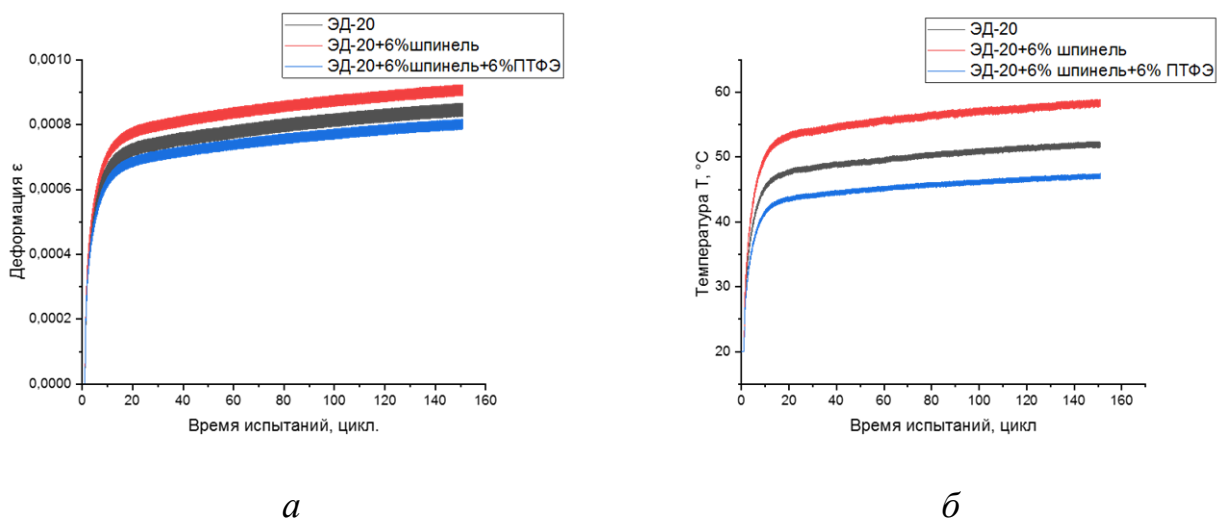 ЭД-20
ЭД-20+6%шпинель
ЭД-20+6%шпинель+6%ПТФЭ
0,0010
0,0008
0,0006
0,0004
0,0002
0,0000
Деформация ε
0 20 40 60 80 100 120 140 160
Время испытаний, цикл.
а
ЭД-20
ЭД-20+6% шпинель
ЭД-20+6% шпинель+6% ПТФЭ
60
50
40
30
20
Температура T, °C
0 20 40 60 80 100 120 140 160
Время испытаний, цикл
б